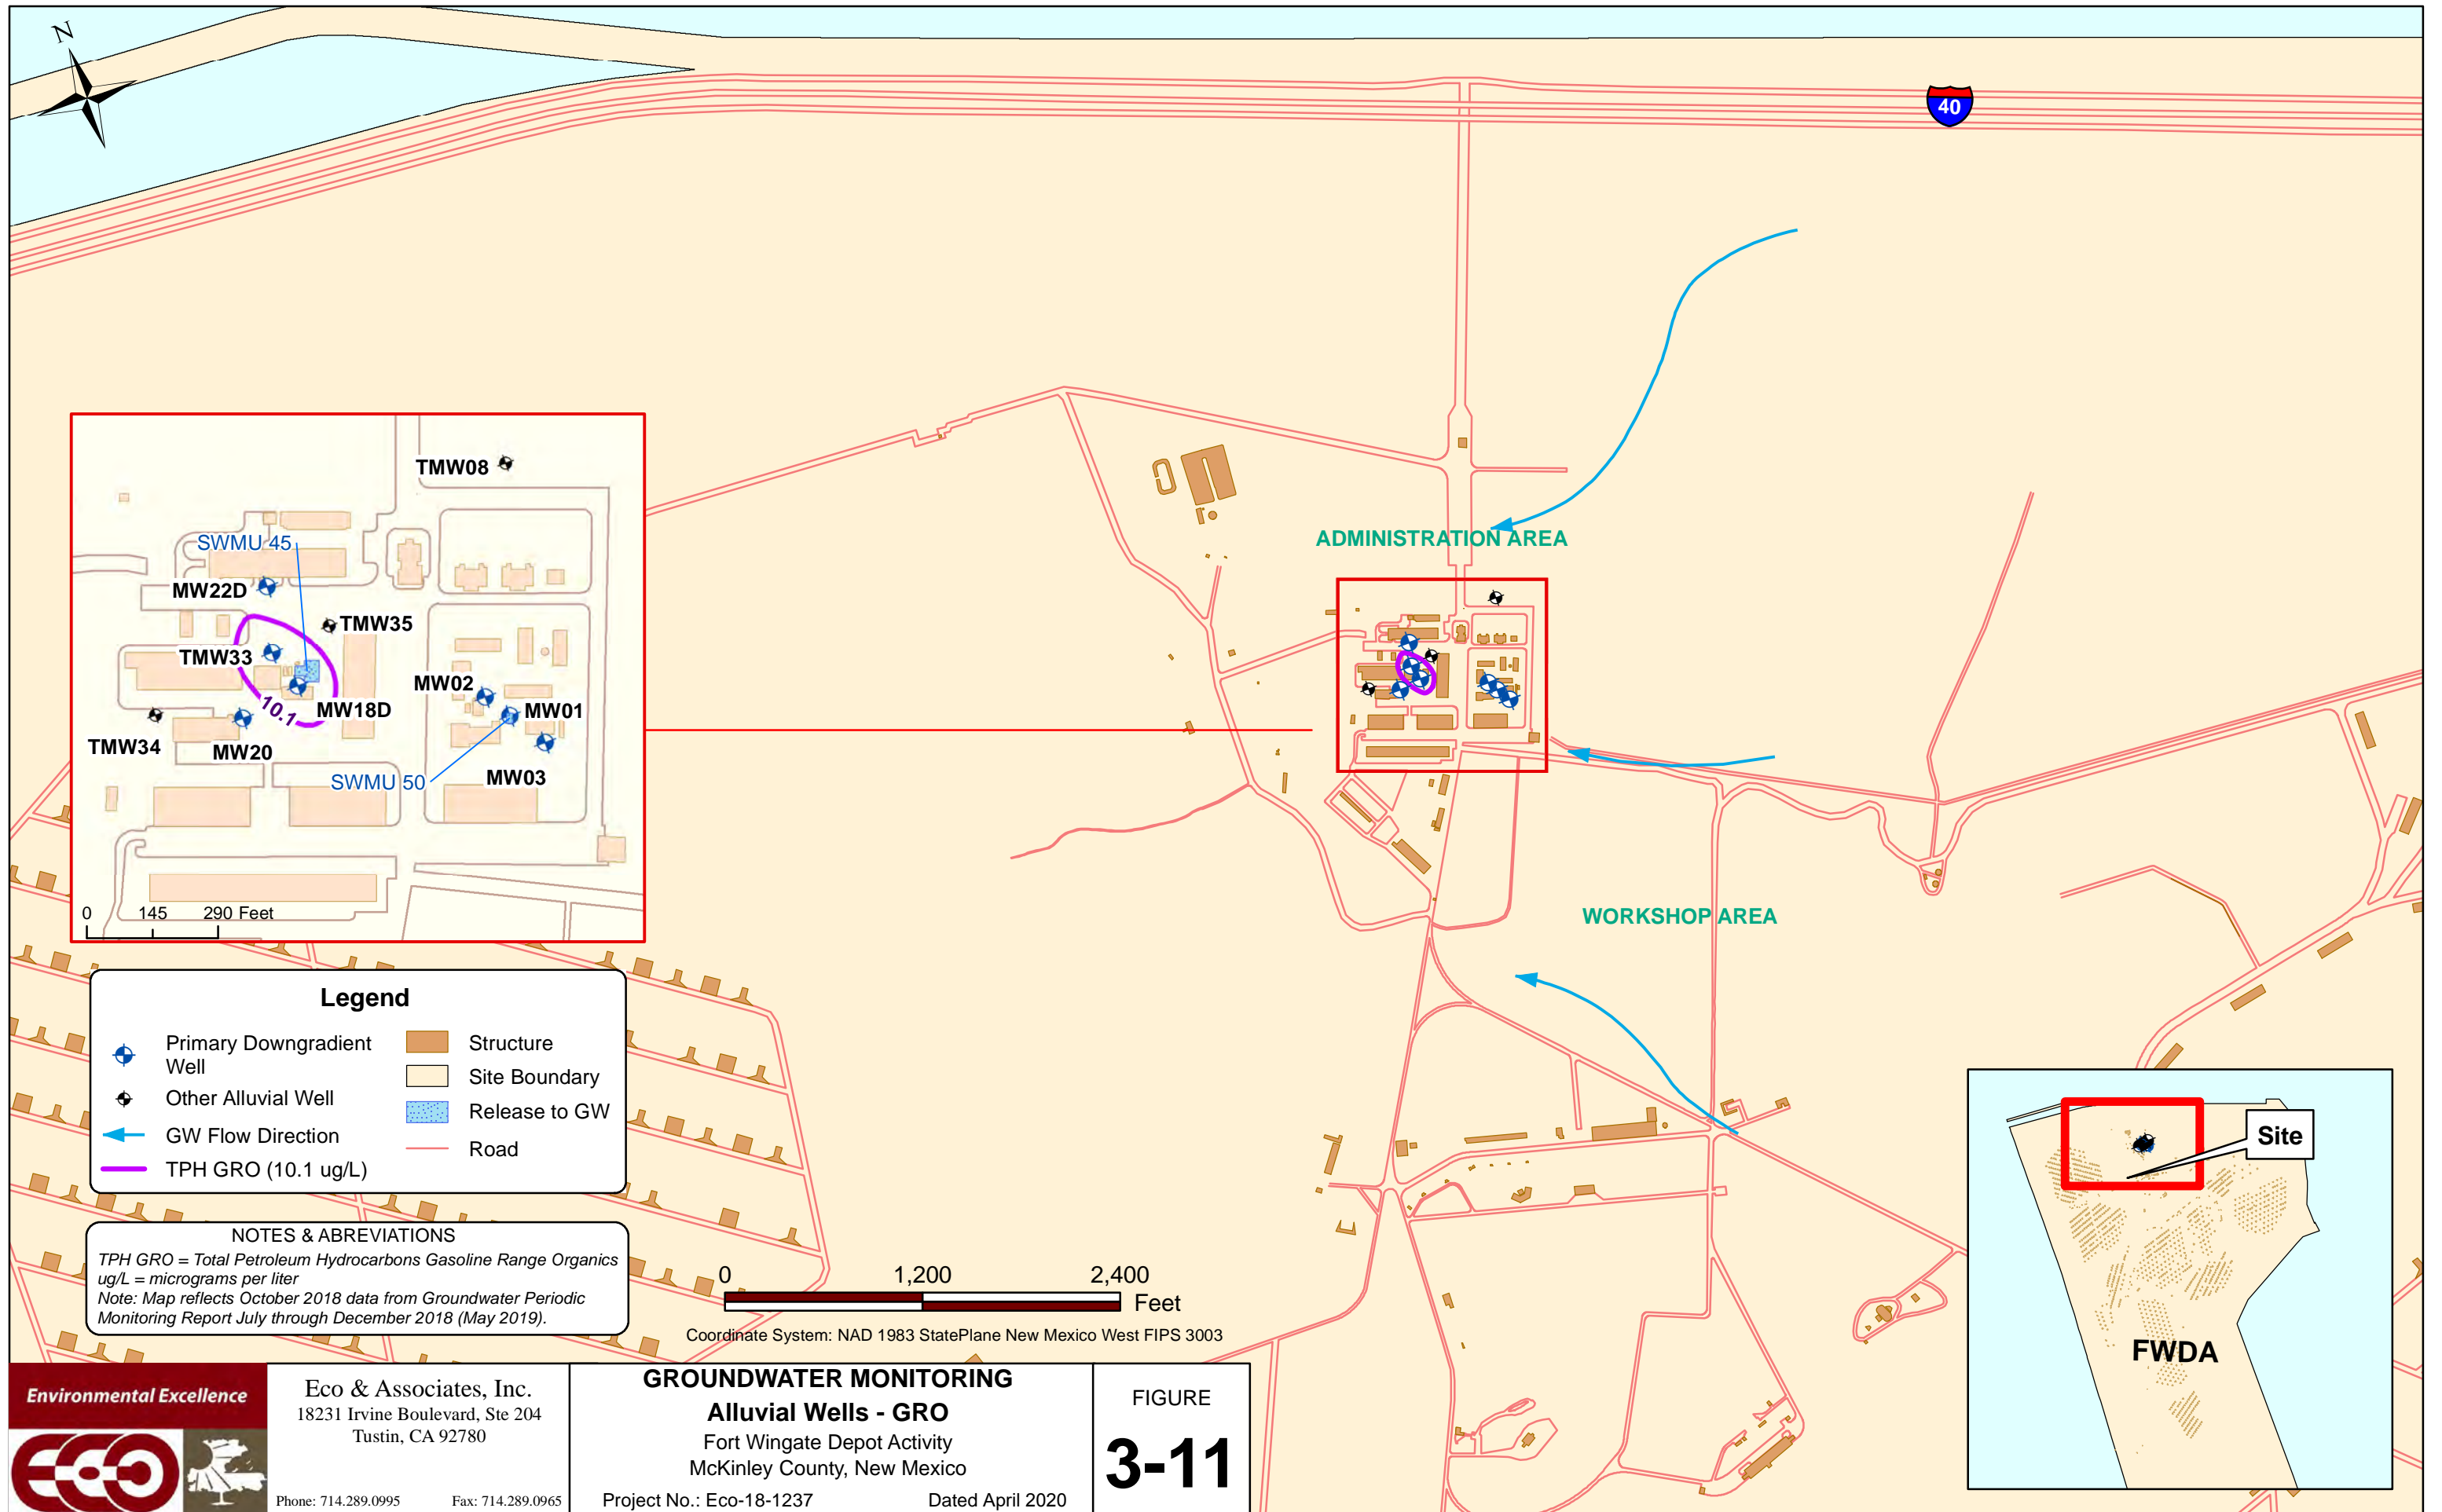 N
40
TMW08
SWMU 45
MW22D
TMW35
TMW33
MW02
10.1
MW18D
MW01
TMW34
MW20
MW03
SWMU 50
0 145 290 Feet
ADMINISTRATION AREA
WORKSHOP AREA
Legend
Primary Downgradient
Well
Other Alluvial Well
GW Flow Direction
TPH GRO (10.1 ug/L)
Structure
Site Boundary
Release to GW
Road
NOTES & ABREVIATIONS
TPH GRO = Total Petroleum Hydrocarbons Gasoline Range Organics
ug/L = micrograms per liter
Note: Map reflects October 2018 data from Groundwater Periodic
Monitoring Report July through December 2018 (May 2019).
0 1,200 2,400
Feet
Coordinate System: NAD 1983 StatePlane New Mexico West FIPS 3003
Site
FWDA
Environmental Excellence
eco
Eco & Associates, Inc.
18231 Irvine Boulevard, Ste 204
Tustin, CA 92780
Phone: 714.289.0995 Fax: 714.289.0965
GROUNDWATER MONITORING
Alluvial Wells - GRO
Fort Wingate Depot Activity
McKinley County, New Mexico
Project No.: Eco-18-1237 Dated April 2020
FIGURE
3-11